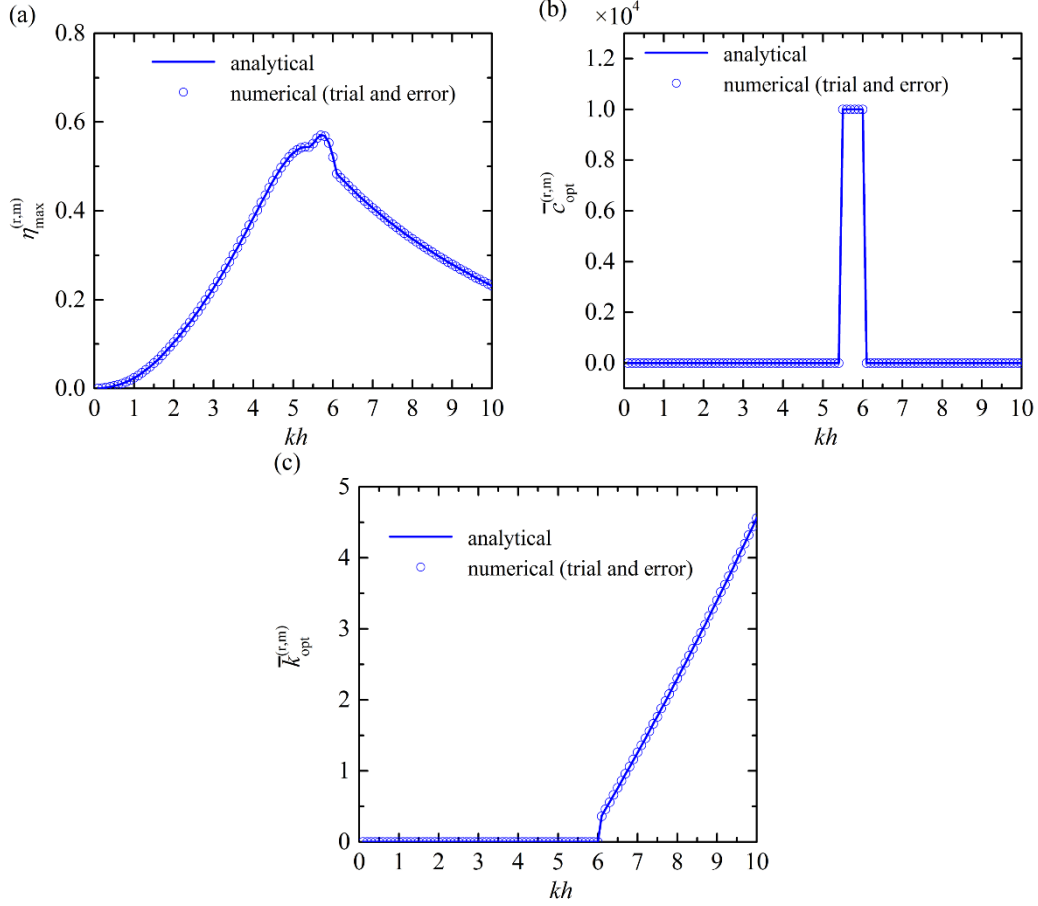 (a)
0.8
0.6
0.4
0.2
0.0
η̄^(r,m)_max
analytical
numerical (trial and error)
0 1 2 3 4 5 6 7 8 9 10
kh
(b)
×10⁴
1.2
1.0
0.8
0.6
0.4
0.2
0.0
c̄^(r,m)_opt
analytical
numerical (trial and error)
0 1 2 3 4 5 6 7 8 9 10
kh
(c)
5
4
3
2
1
0
k̄^(r,m)_opt
analytical
numerical (trial and error)
0 1 2 3 4 5 6 7 8 9 10
kh